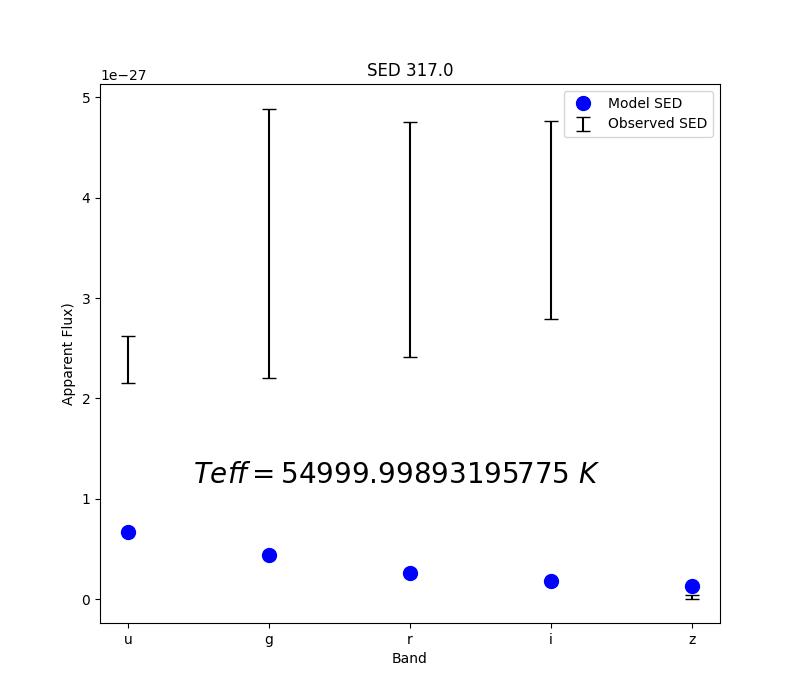 SED 317.0
1e−27
Model SED
Observed SED
5
4
3
2
1
0
Apparent Flux)
Teff = 54999.99893195775 K
u g r i z
Band